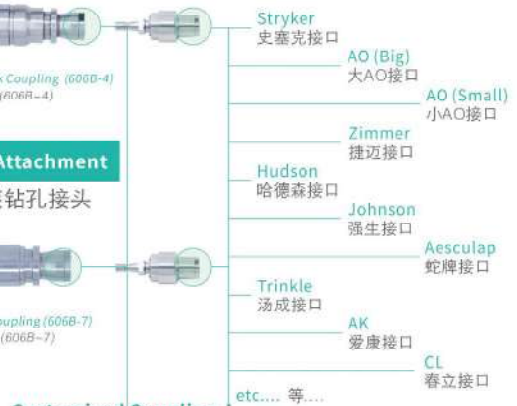 Stryker
史塞克接口
AO (Big)
大AO接口
AO (Small)
小AO接口
Zimmer
捷迈接口
Hudson
哈德森接口
Johnson
强生接口
Aesculap
蛇牌接口
Trinkle
汤成接口
AK
爱康接口
CL
春立接口
etc.... 等....
Coupling (606B-4)
(606B-4)
Attachment
钻孔接头
(606B-7)
(606B-7)